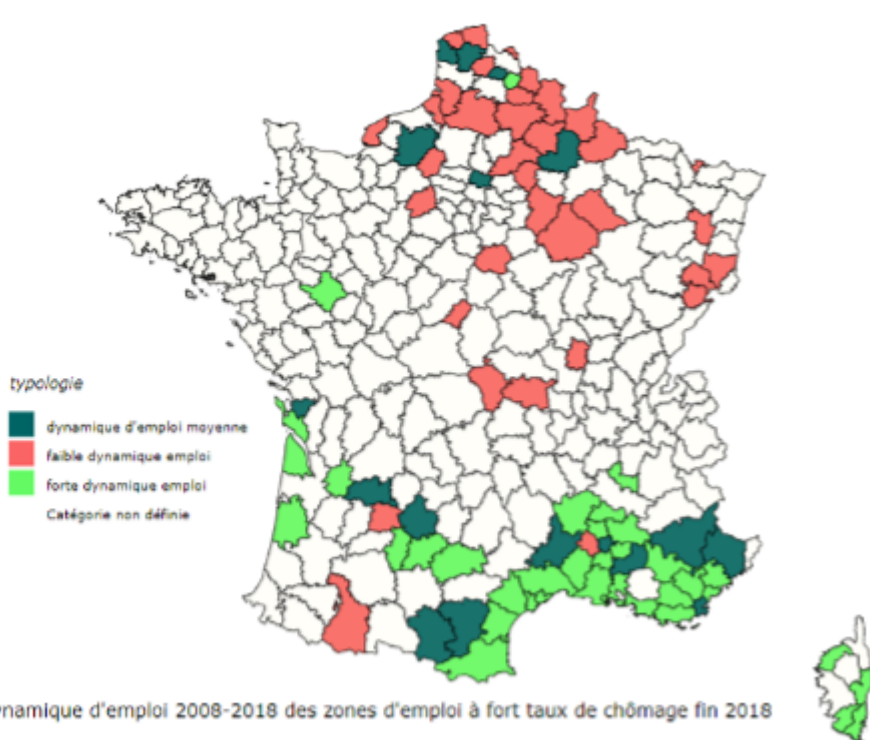 typologie
dynamique d'emploi moyenne
faible dynamique emploi
forte dynamique emploi
Catégorie non définie
namique d'emploi 2008-2018 des zones d'emploi à fort taux de chômage fin 2018